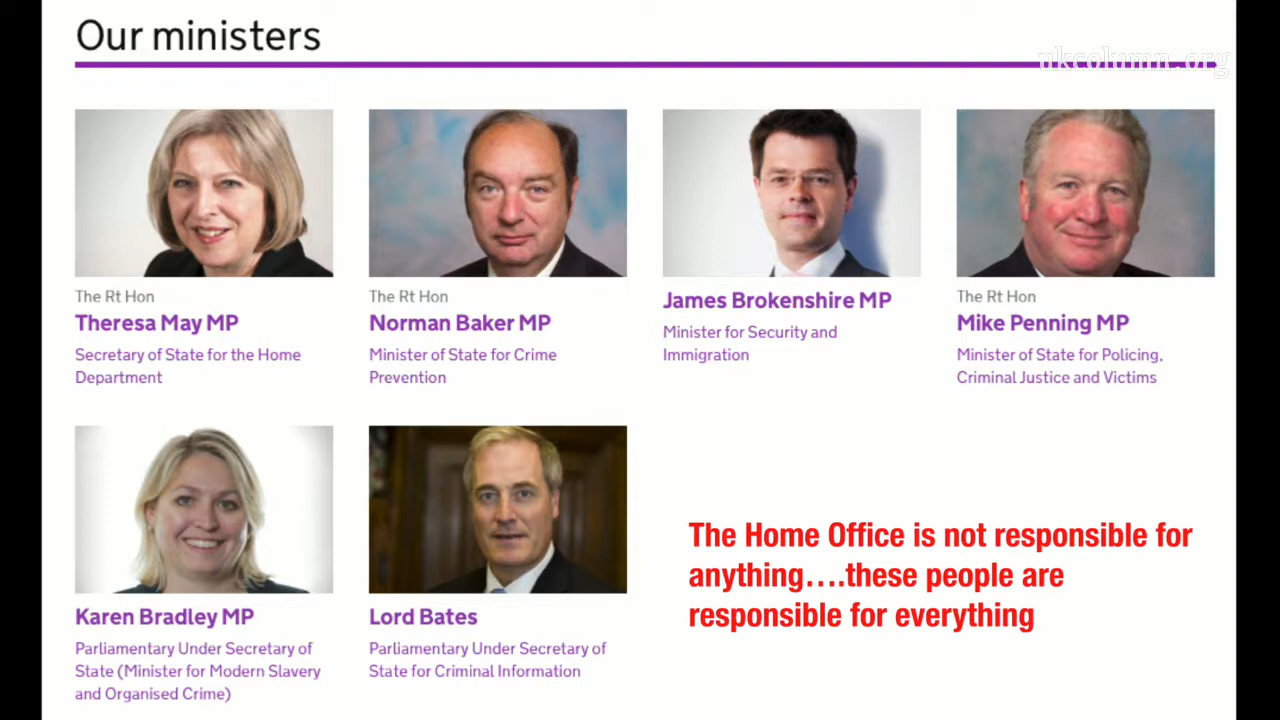 Our ministers
ukcolumn.org
The Rt Hon
Theresa May MP
Secretary of State for the Home
Department
The Rt Hon
Norman Baker MP
Minister of State for Crime
Prevention
James Brokenshire MP
Minister for Security and
Immigration
The Rt Hon
Mike Penning MP
Minister of State for Policing,
Criminal Justice and Victims
Karen Bradley MP
Parliamentary Under Secretary of
State (Minister for Modern Slavery
and Organised Crime)
Lord Bates
Parliamentary Under Secretary of
State for Criminal Information
The Home Office is not responsible for
anything....these people are
responsible for everything